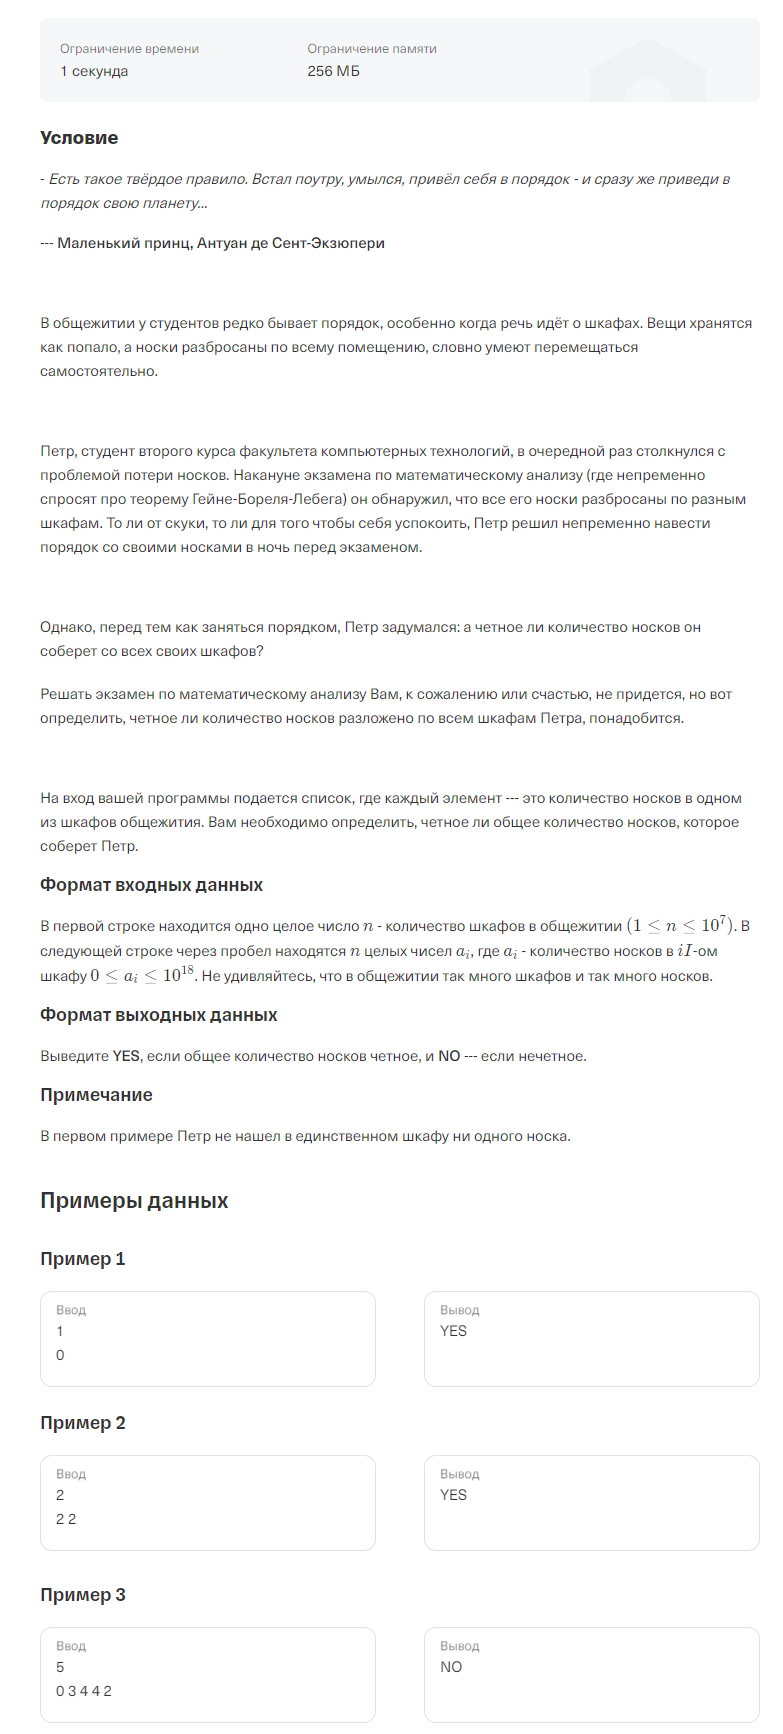 Ограничение времени
1 секунда
Ограничение памяти
256 МБ
Условие
- Есть такое твёрдое правило. Встал поутру, умылся, привёл себя в порядок - и сразу же приведи в
порядок свою планету...
--- Маленький принц, Антуан де Сент-Экзюпери
В общежитии у студентов редко бывает порядок, особенно когда речь идёт о шкафах. Вещи хранятся
как попало, а носки разбросаны по всему помещению, словно умеют перемещаться
самостоятельно.
Петр, студент второго курса факультета компьютерных технологий, в очередной раз столкнулся с
проблемой потери носков. Накануне экзамена по математическому анализу (где непременно
спросят про теорему Гейне-Бореля-Лебега) он обнаружил, что все его носки разбросаны по разным
шкафам. То ли от скуки, то ли для того чтобы себя успокоить, Петр решил непременно навести
порядок со своими носками в ночь перед экзаменом.
Однако, перед тем как заняться порядком, Петр задумался: а четное ли количество носков он
соберет со всех своих шкафов?
Решать экзамен по математическому анализу Вам, к сожалению или счастью, не придется, но вот
определить, четное ли количество носков разложено по всем шкафам Петра, понадобится.
На вход вашей программы подается список, где каждый элемент --- это количество носков в одном
из шкафов общежития. Вам необходимо определить, четное ли общее количество носков, которое
соберет Петр.
Формат входных данных
В первой строке находится одно целое число n - количество шкафов в общежитии (1 ≤ n ≤ 10⁷). В
следующей строке через пробел находятся n целых чисел aᵢ, где aᵢ - количество носков в iI-ом
шкафу 0 ≤ aᵢ ≤ 10¹⁸. Не удивляйтесь, что в общежитии так много шкафов и так много носков.
Формат выходных данных
Выведите YES, если общее количество носков четное, и NO --- если нечетное.
Примечание
В первом примере Петр не нашел в единственном шкафу ни одного носка.
Примеры данных
Пример 1
Ввод
1
0
Вывод
YES
Пример 2
Ввод
2
2 2
Вывод
YES
Пример 3
Ввод
5
0 3 4 4 2
Вывод
NO